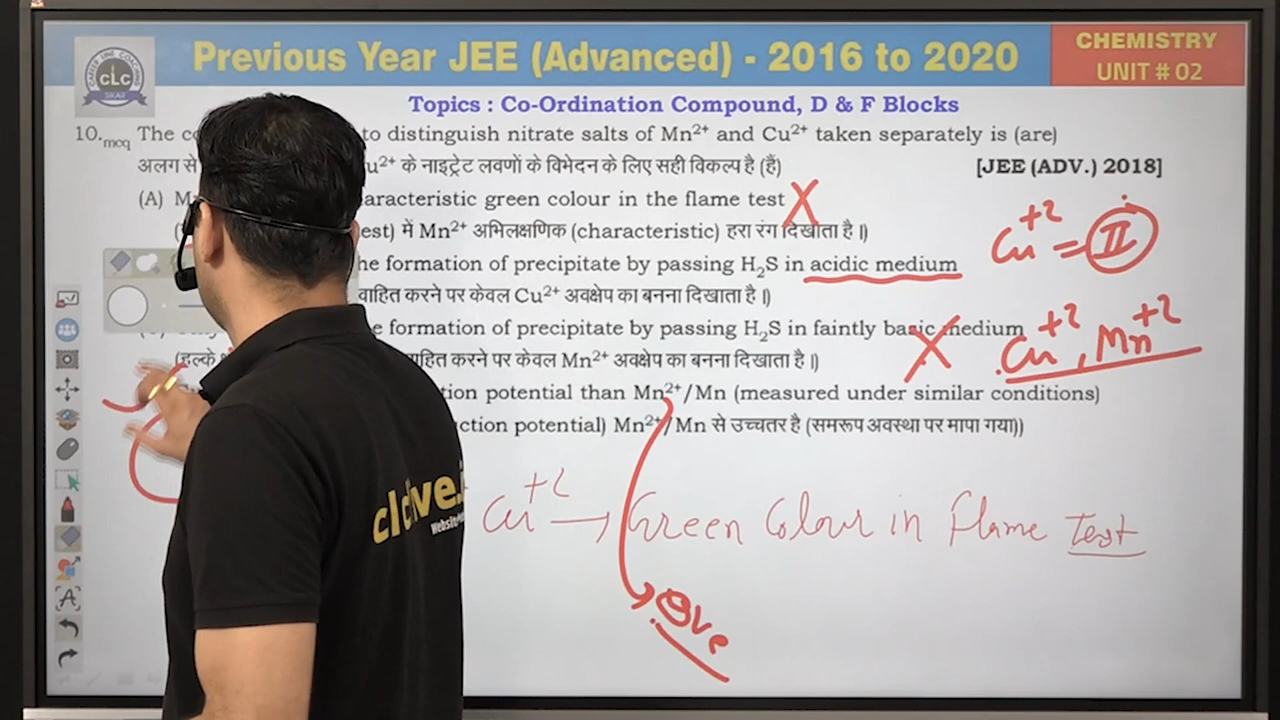 Previous Year JEE (Advanced) - 2016 to 2020
CHEMISTRY
UNIT # 02
CLC
SIKAR
Topics : Co-Ordination Compound, D & F Blocks
10. mcq The to distinguish nitrate salts of Mn²⁺ and Cu²⁺ taken separately is (are)
अलग से u²⁺ के नाइट्रेट लवणों के विभेदन के लिए सही विकल्प है (हैं) [JEE (ADV.) 2018]
(A) aracteristic green colour in the flame test X
est) में Mn²⁺ अभिलक्षणिक (characteristic) हरा रंग दिखाता है।)
Cu⁺² = II
he formation of precipitate by passing H₂S in acidic medium
वाहित करने पर केवल Cu²⁺ अवक्षेप का बनना दिखाता है।)
e formation of precipitate by passing H₂S in faintly basic medium X
Cu⁺², Mn⁺²
(हल्के वाहित करने पर केवल Mn²⁺ अवक्षेप का बनना दिखाता है।)
tion potential than Mn²⁺/Mn (measured under similar conditions)
ction potential) Mn²⁺/Mn से उच्चतर है (समरूप अवस्था पर मापा गया))
Cu⁺² → Green Colour in Flame Test
⊖ve
Website